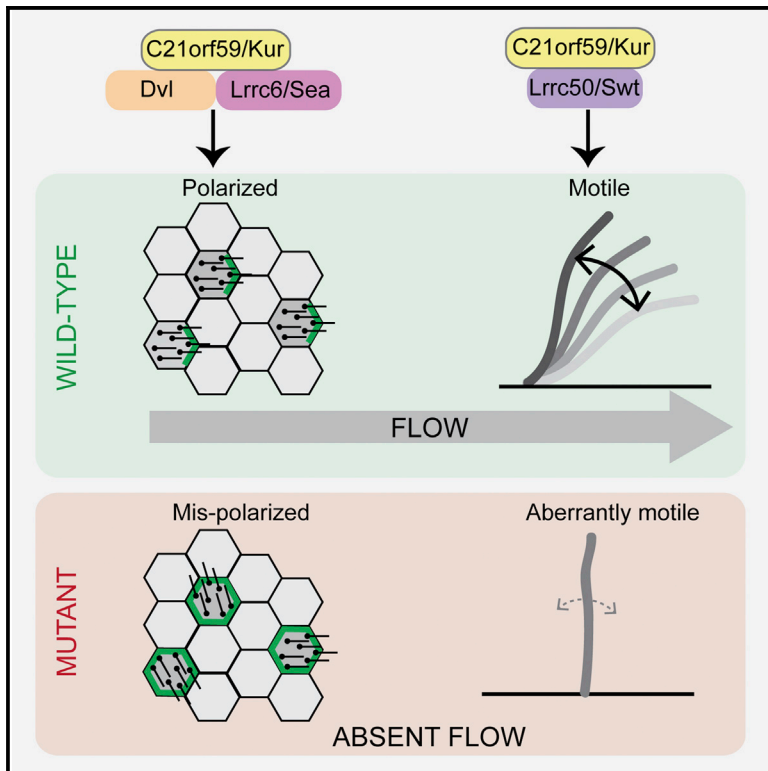 C21orf59/Kur
Dvl
Lrrc6/Sea
C21orf59/Kur
Lrrc50/Swt
WILD-TYPE
Polarized
Motile
FLOW
MUTANT
Mis-polarized
Aberrantly motile
ABSENT FLOW